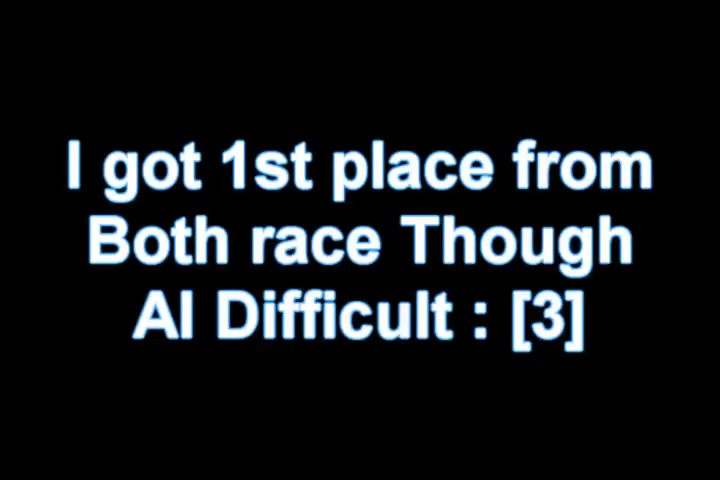 I got 1st place from
Both race Though
AI Difficult : [3]